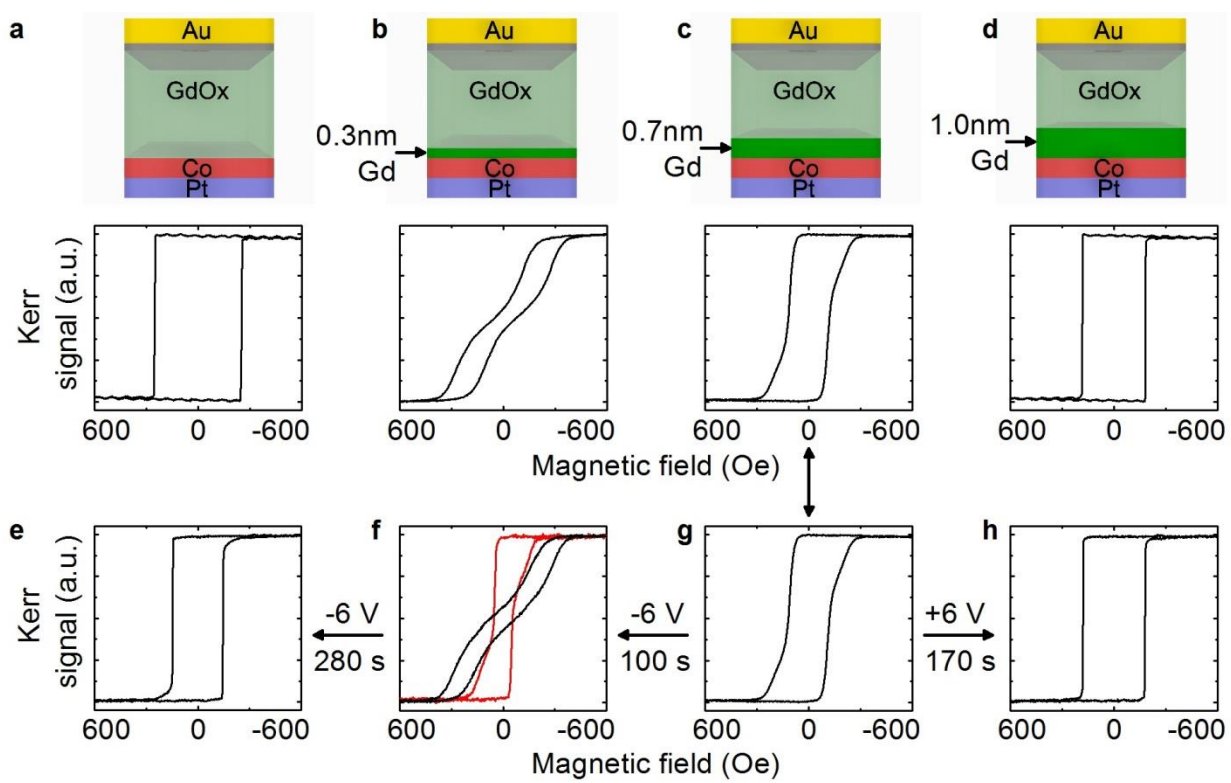 a b c d
Au Au Au Au
GdOx GdOx GdOx GdOx
0.3nm 0.7nm 1.0nm
Gd Gd Gd
Co Co Co Co
Pt Pt Pt Pt
Kerr
signal (a.u.)
600 0 -600 600 0 -600 600 0 -600 600 0 -600
Magnetic field (Oe)
e f g h
Kerr
signal (a.u.)
-6 V -6 V +6 V
280 s 100 s 170 s
600 0 -600 600 0 -600 600 0 -600 600 0 -600
Magnetic field (Oe)